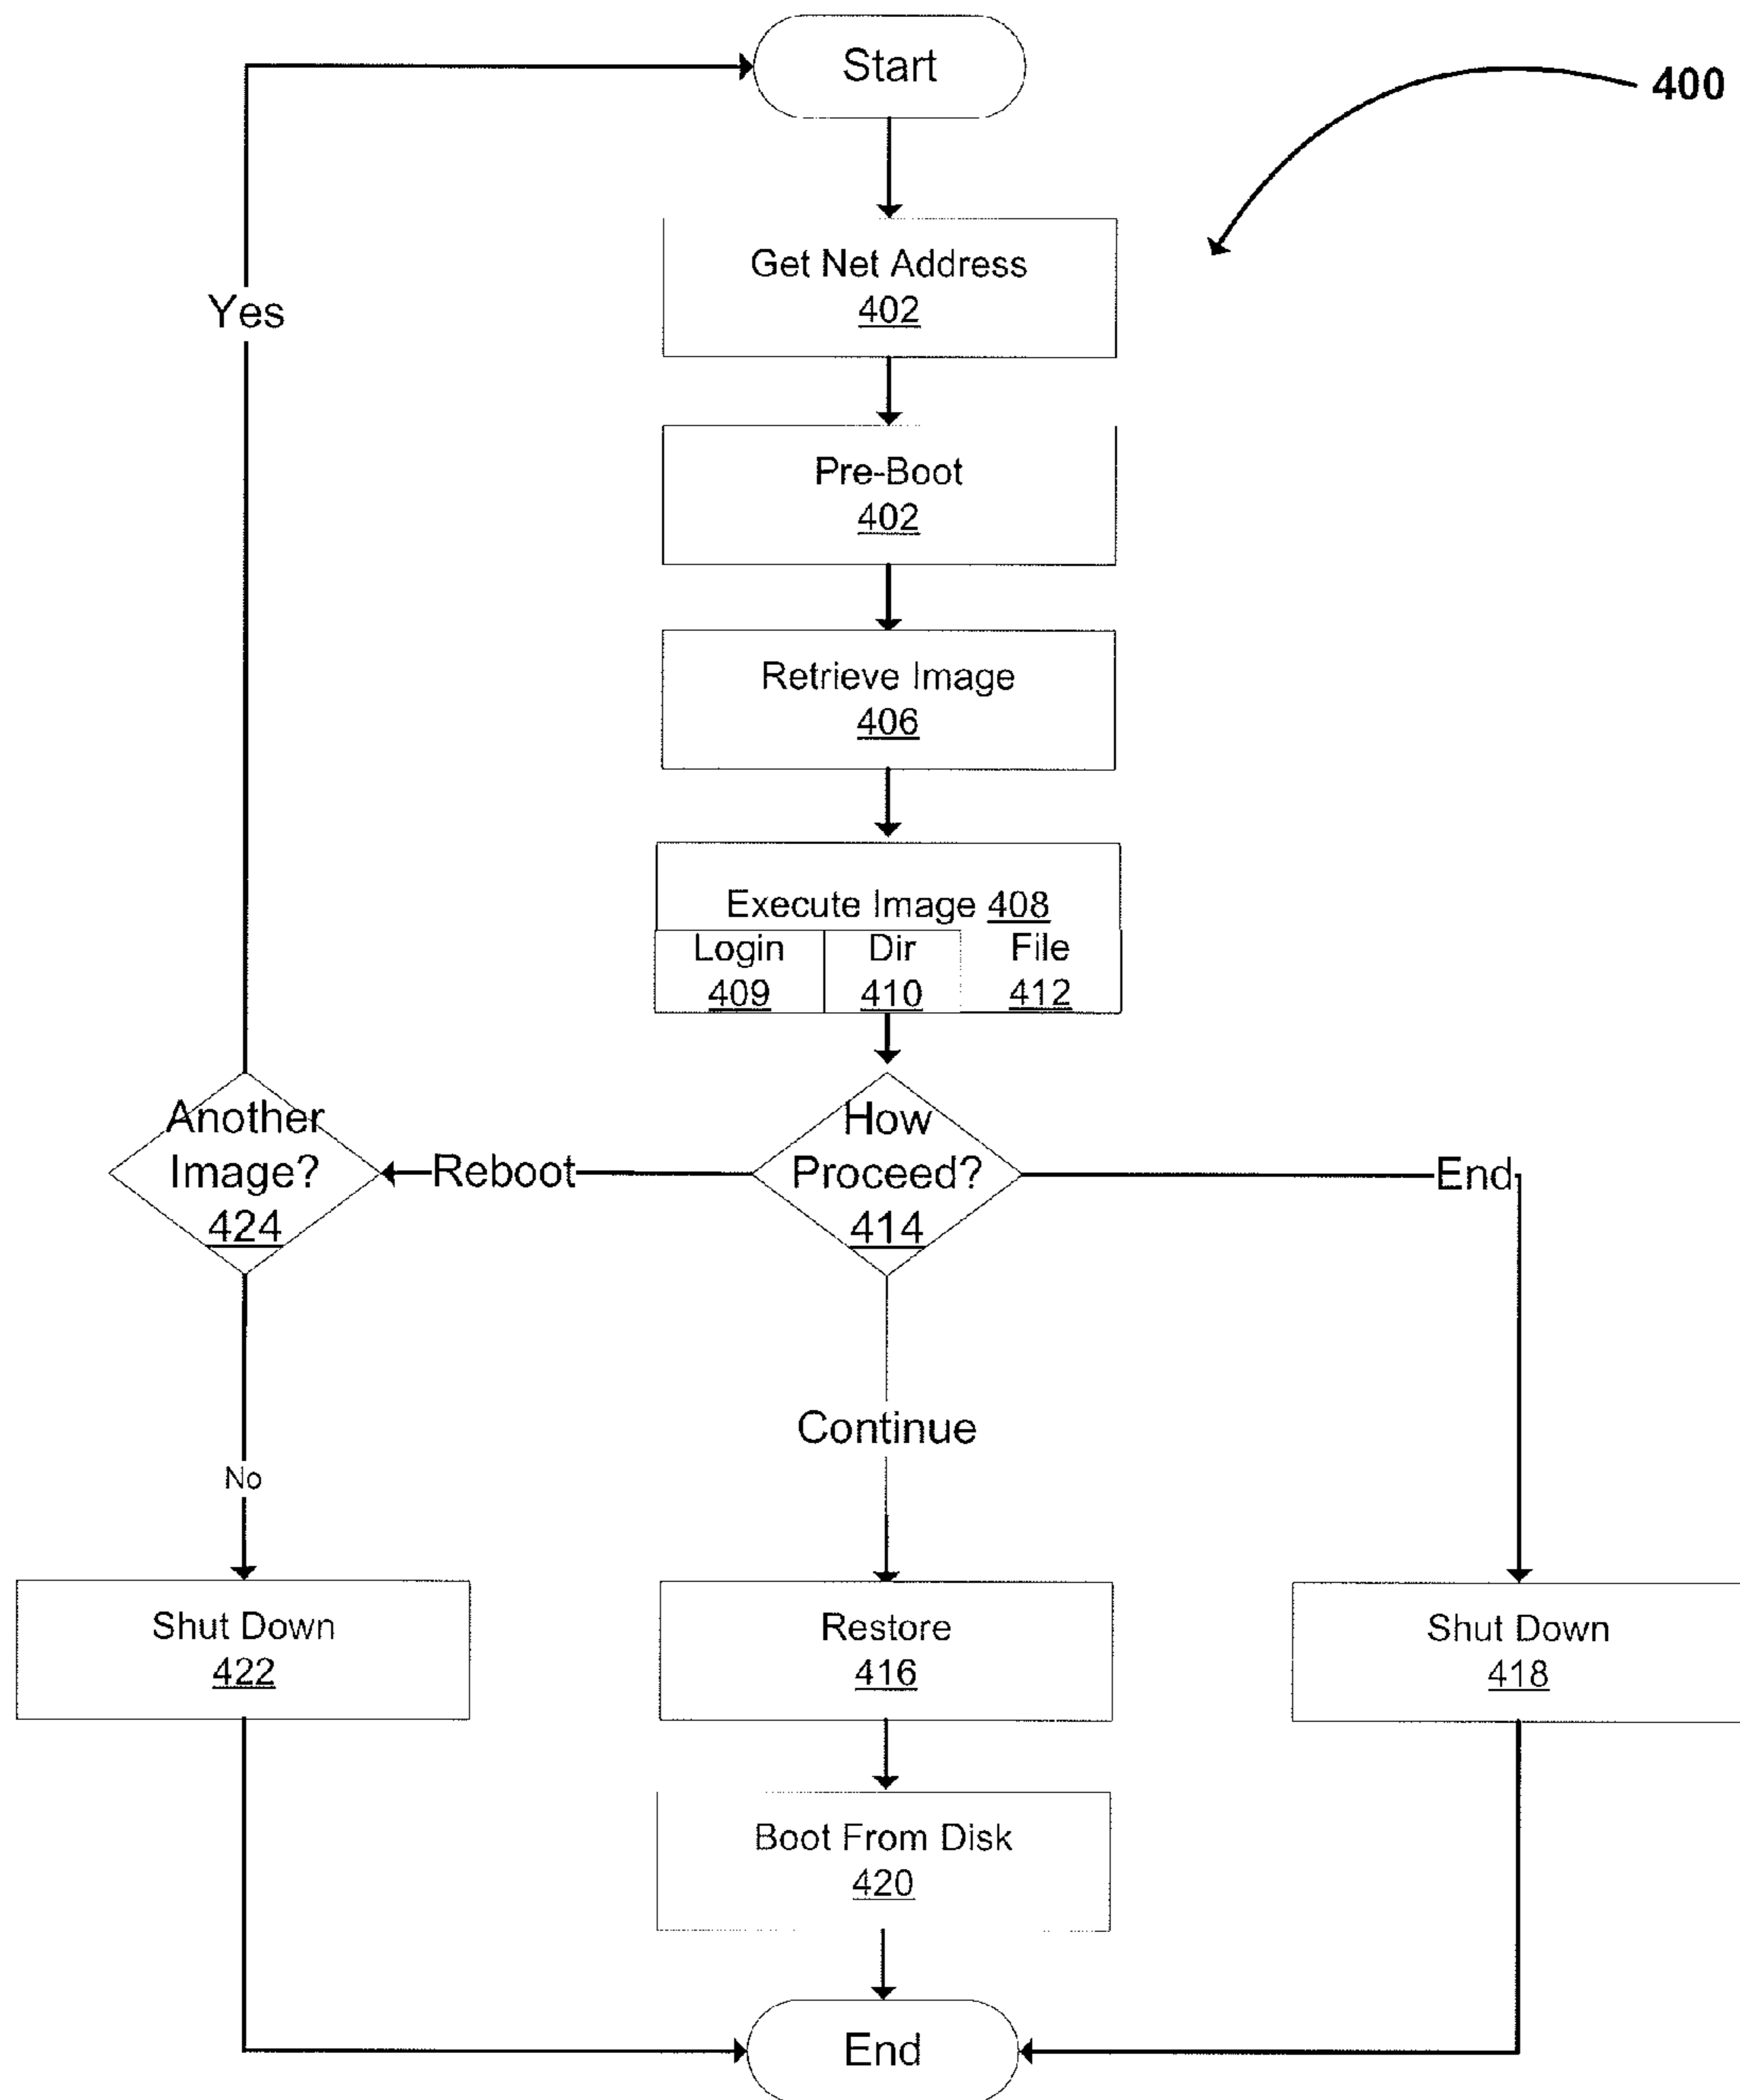 Start
400
Get Net Address
402
Yes
Pre-Boot
402
Retrieve Image
406
Execute Image 408
Login
409
Dir
410
File
412
Another
Image?
424
Reboot
How
Proceed?
414
End
Continue
No
Shut Down
422
Restore
416
Shut Down
418
Boot From Disk
420
End